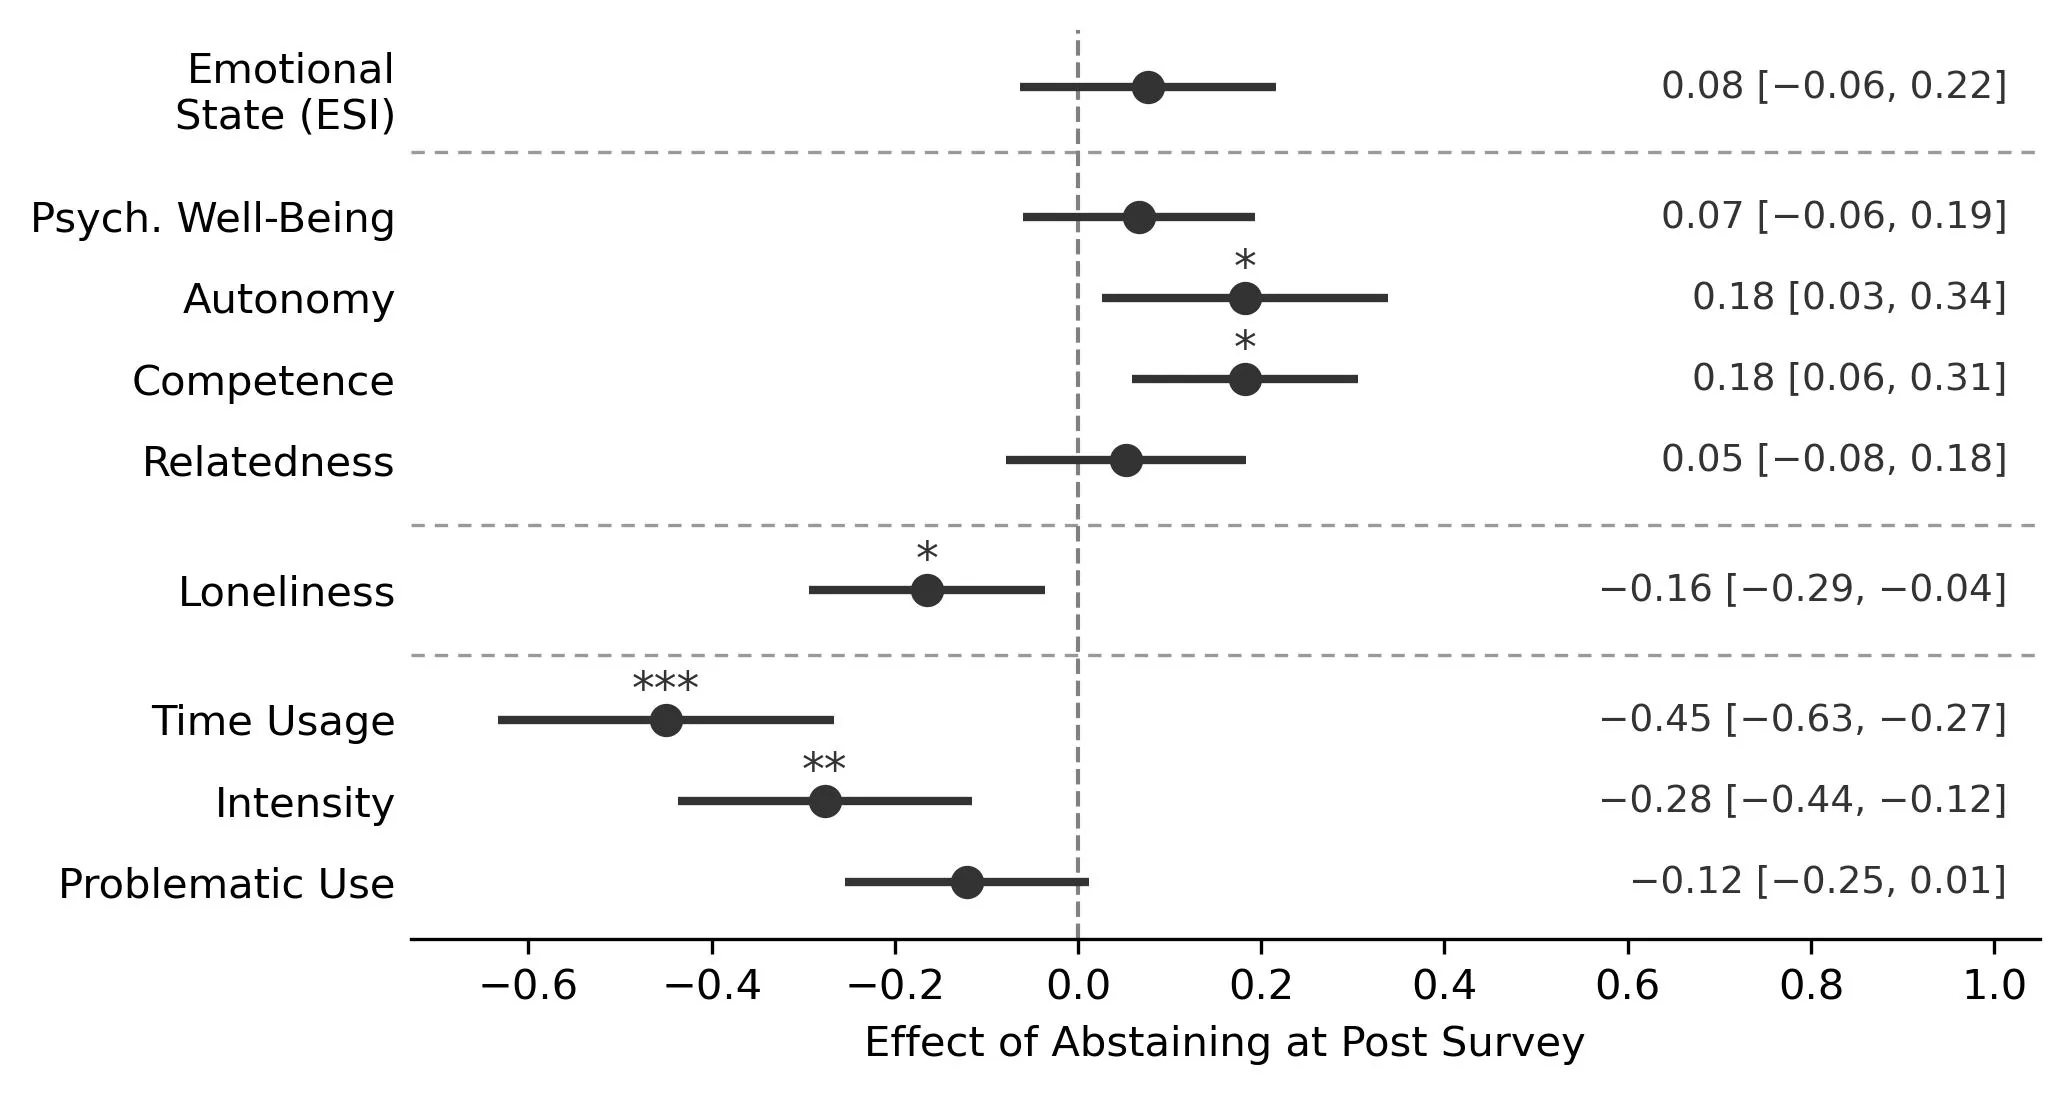 Emotional
State (ESI)
0.08 [−0.06, 0.22]
Psych. Well-Being
0.07 [−0.06, 0.19]
*
Autonomy
0.18 [0.03, 0.34]
*
Competence
0.18 [0.06, 0.31]
Relatedness
0.05 [−0.08, 0.18]
*
Loneliness
−0.16 [−0.29, −0.04]
***
Time Usage
−0.45 [−0.63, −0.27]
**
Intensity
−0.28 [−0.44, −0.12]
Problematic Use
−0.12 [−0.25, 0.01]
−0.6 −0.4 −0.2 0.0 0.2 0.4 0.6 0.8 1.0
Effect of Abstaining at Post Survey